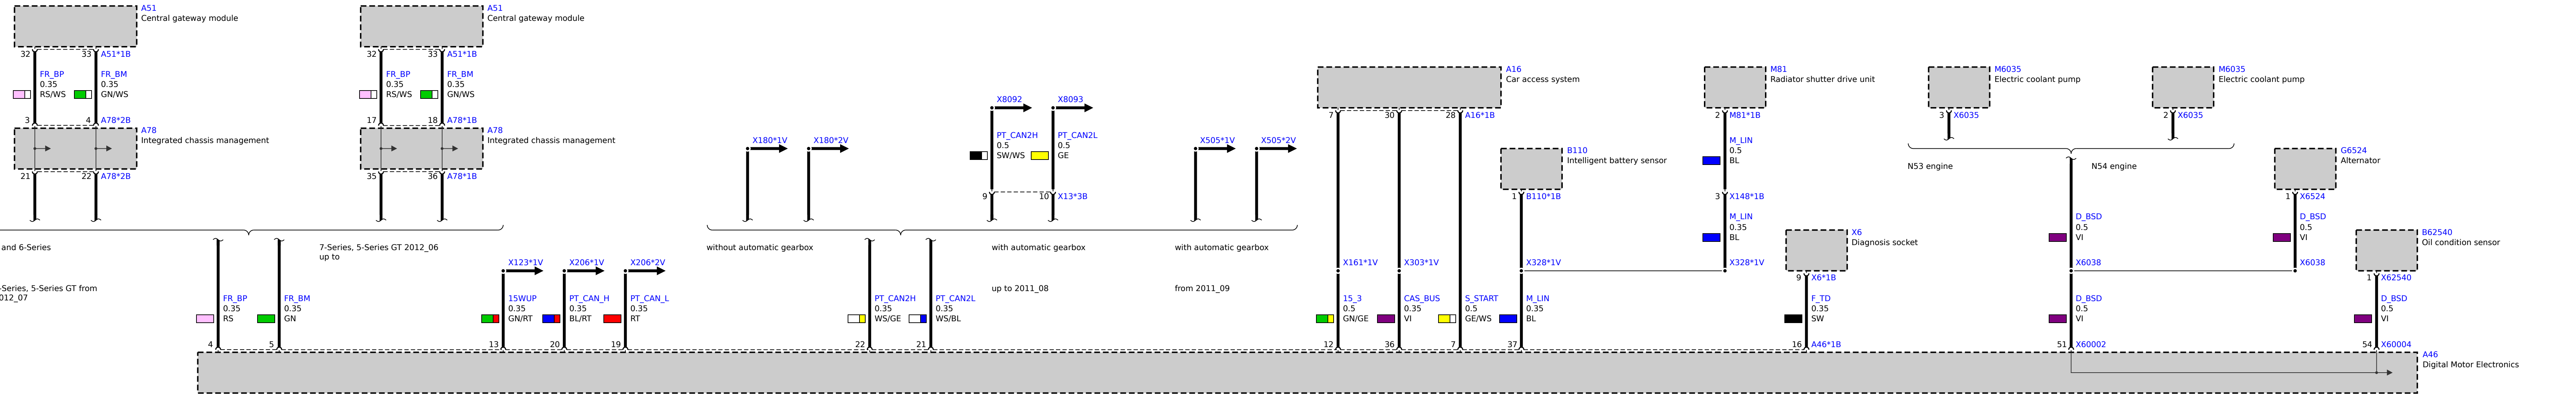 A51
Central gateway module
32
33
A51*1B
FR_BP
0.35
RS/WS
FR_BM
0.35
GN/WS
3
4
A78*2B
A78
Integrated chassis management
21
22
A78*2B
A51
Central gateway module
32
33
A51*1B
FR_BP
0.35
RS/WS
FR_BM
0.35
GN/WS
17
18
A78*1B
A78
Integrated chassis management
35
36
A78*1B
and 6-Series
-Series, 5-Series GT from
012_07
7-Series, 5-Series GT 2012_06
up to
FR_BP
0.35
RS
4
FR_BM
0.35
GN
5
X123*1V
15WUP
0.35
GN/RT
13
X206*1V
PT_CAN_H
0.35
BL/RT
20
X206*2V
PT_CAN_L
0.35
RT
19
X180*1V
X180*2V
without automatic gearbox
X8092
X8093
PT_CAN2H
0.5
SW/WS
PT_CAN2L
0.5
GE
9
10
X13*3B
with automatic gearbox
up to 2011_08
X505*1V
X505*2V
with automatic gearbox
from 2011_09
PT_CAN2H
0.35
WS/GE
22
PT_CAN2L
0.35
WS/BL
21
A16
Car access system
7
30
28
A16*1B
X161*1V
15_3
0.5
GN/GE
12
X303*1V
CAS_BUS
0.35
VI
36
S_START
0.5
GE/WS
7
B110
Intelligent battery sensor
1
B110*1B
X328*1V
M_LIN
0.35
BL
37
M81
Radiator shutter drive unit
2
M81*1B
M_LIN
0.5
BL
3
X148*1B
M_LIN
0.35
BL
X328*1V
X6
Diagnosis socket
9
X6*1B
F_TD
0.35
SW
16
A46*1B
M6035
Electric coolant pump
3
X6035
N53 engine
M6035
Electric coolant pump
2
X6035
N54 engine
D_BSD
0.5
VI
X6038
D_BSD
0.5
VI
51
X60002
G6524
Alternator
1
X6524
D_BSD
0.5
VI
X6038
B62540
Oil condition sensor
1
X62540
D_BSD
0.5
VI
54
X60004
A46
Digital Motor Electronics